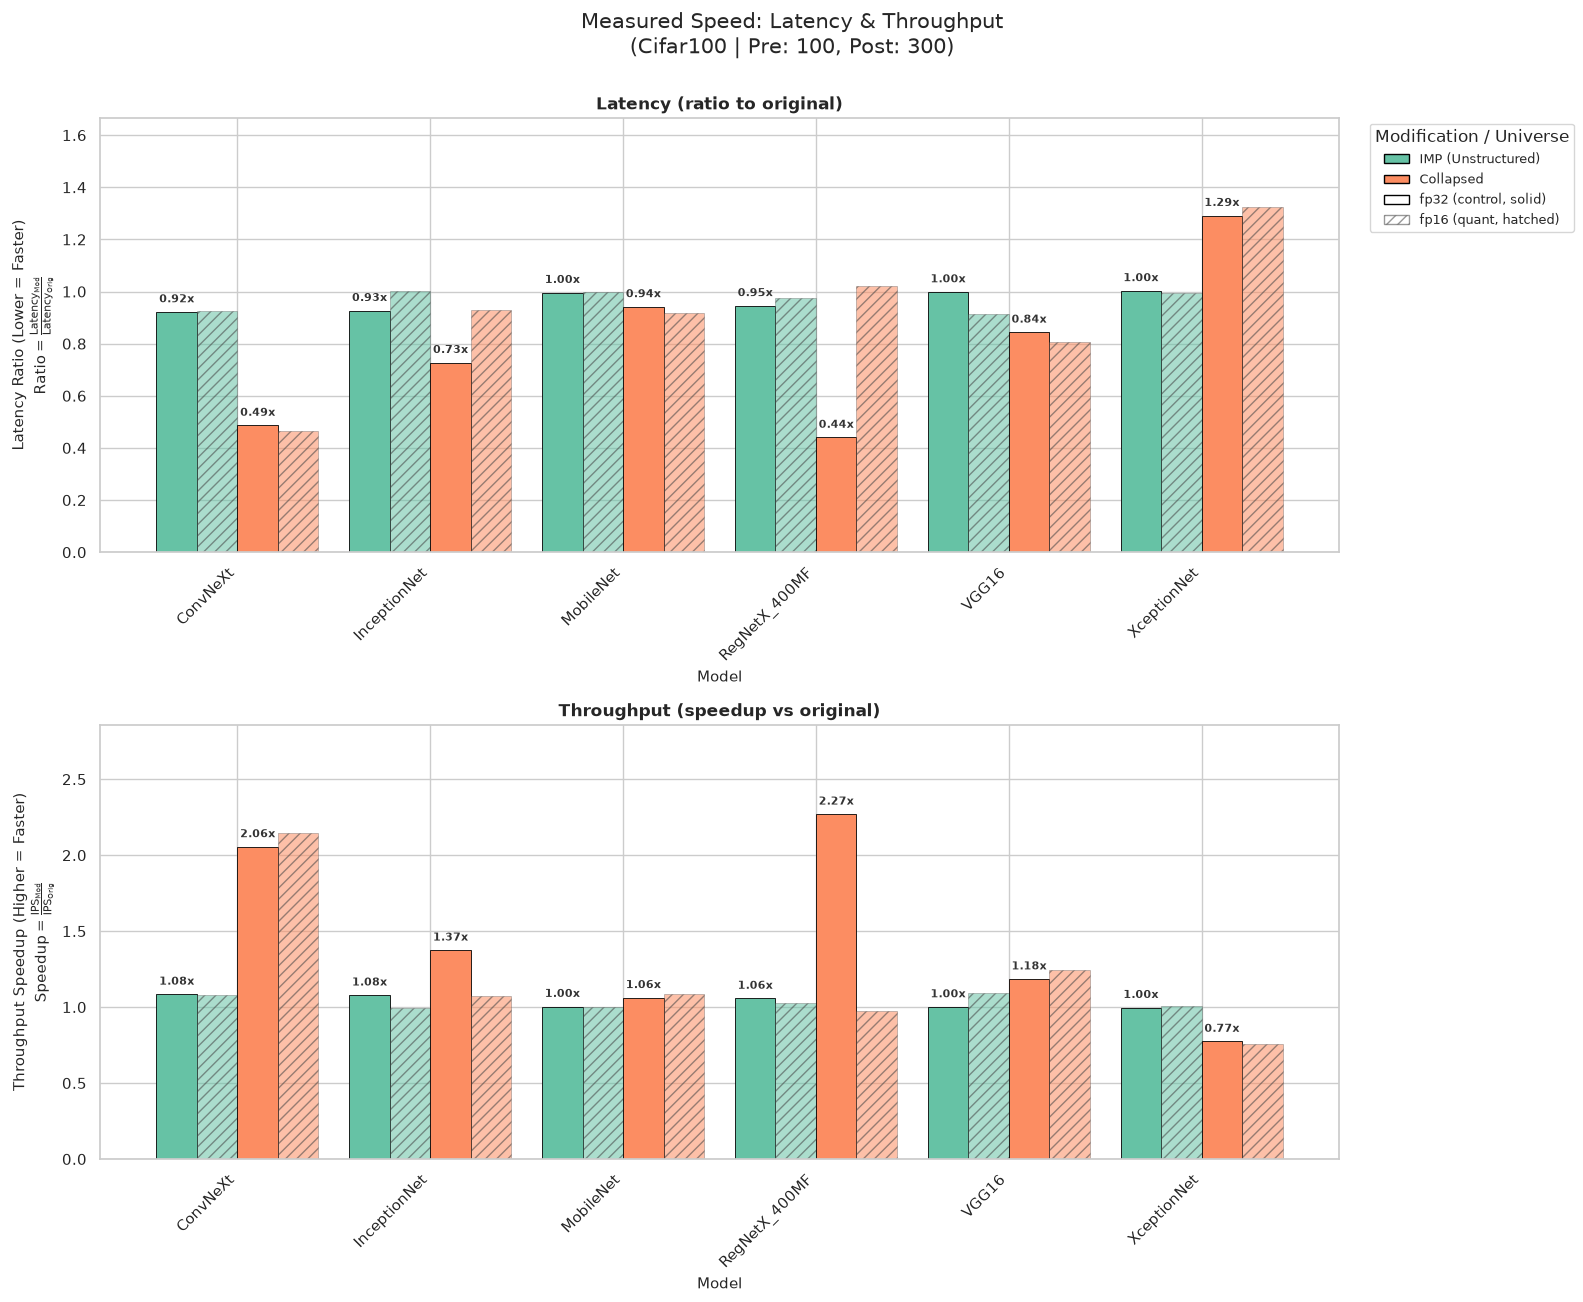 Measured Speed: Latency & Throughput
(Cifar100 | Pre: 100, Post: 300)
Latency (ratio to original)
Latency Ratio (Lower = Faster)
Ratio = Latency_Mod / Latency_Orig
1.6
1.4
1.2
1.0
0.8
0.6
0.4
0.2
0.0
0.92x
0.49x
0.93x
0.73x
1.00x
0.94x
0.95x
0.44x
1.00x
0.84x
1.00x
1.29x
ConvNeXt
InceptionNet
MobileNet
RegNetX_400MF
VGG16
XceptionNet
Model
Modification / Universe
IMP (Unstructured)
Collapsed
fp32 (control, solid)
fp16 (quant, hatched)
Throughput (speedup vs original)
Throughput Speedup (Higher = Faster)
Speedup = IPS_Mod / IPS_Orig
2.5
2.0
1.5
1.0
0.5
0.0
1.08x
2.06x
1.08x
1.37x
1.00x
1.06x
1.06x
2.27x
1.00x
1.18x
1.00x
0.77x
ConvNeXt
InceptionNet
MobileNet
RegNetX_400MF
VGG16
XceptionNet
Model